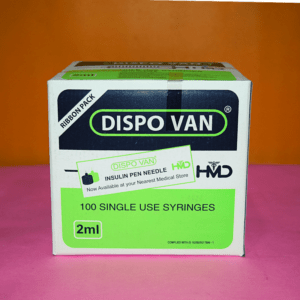 2ml
RIBBON PACK
DISPO VAN ®
DISPO VAN
INSULIN PEN NEEDLE HMD
Now Available at your Nearest Medical Store
HMD
100 SINGLE USE SYRINGES
2ml